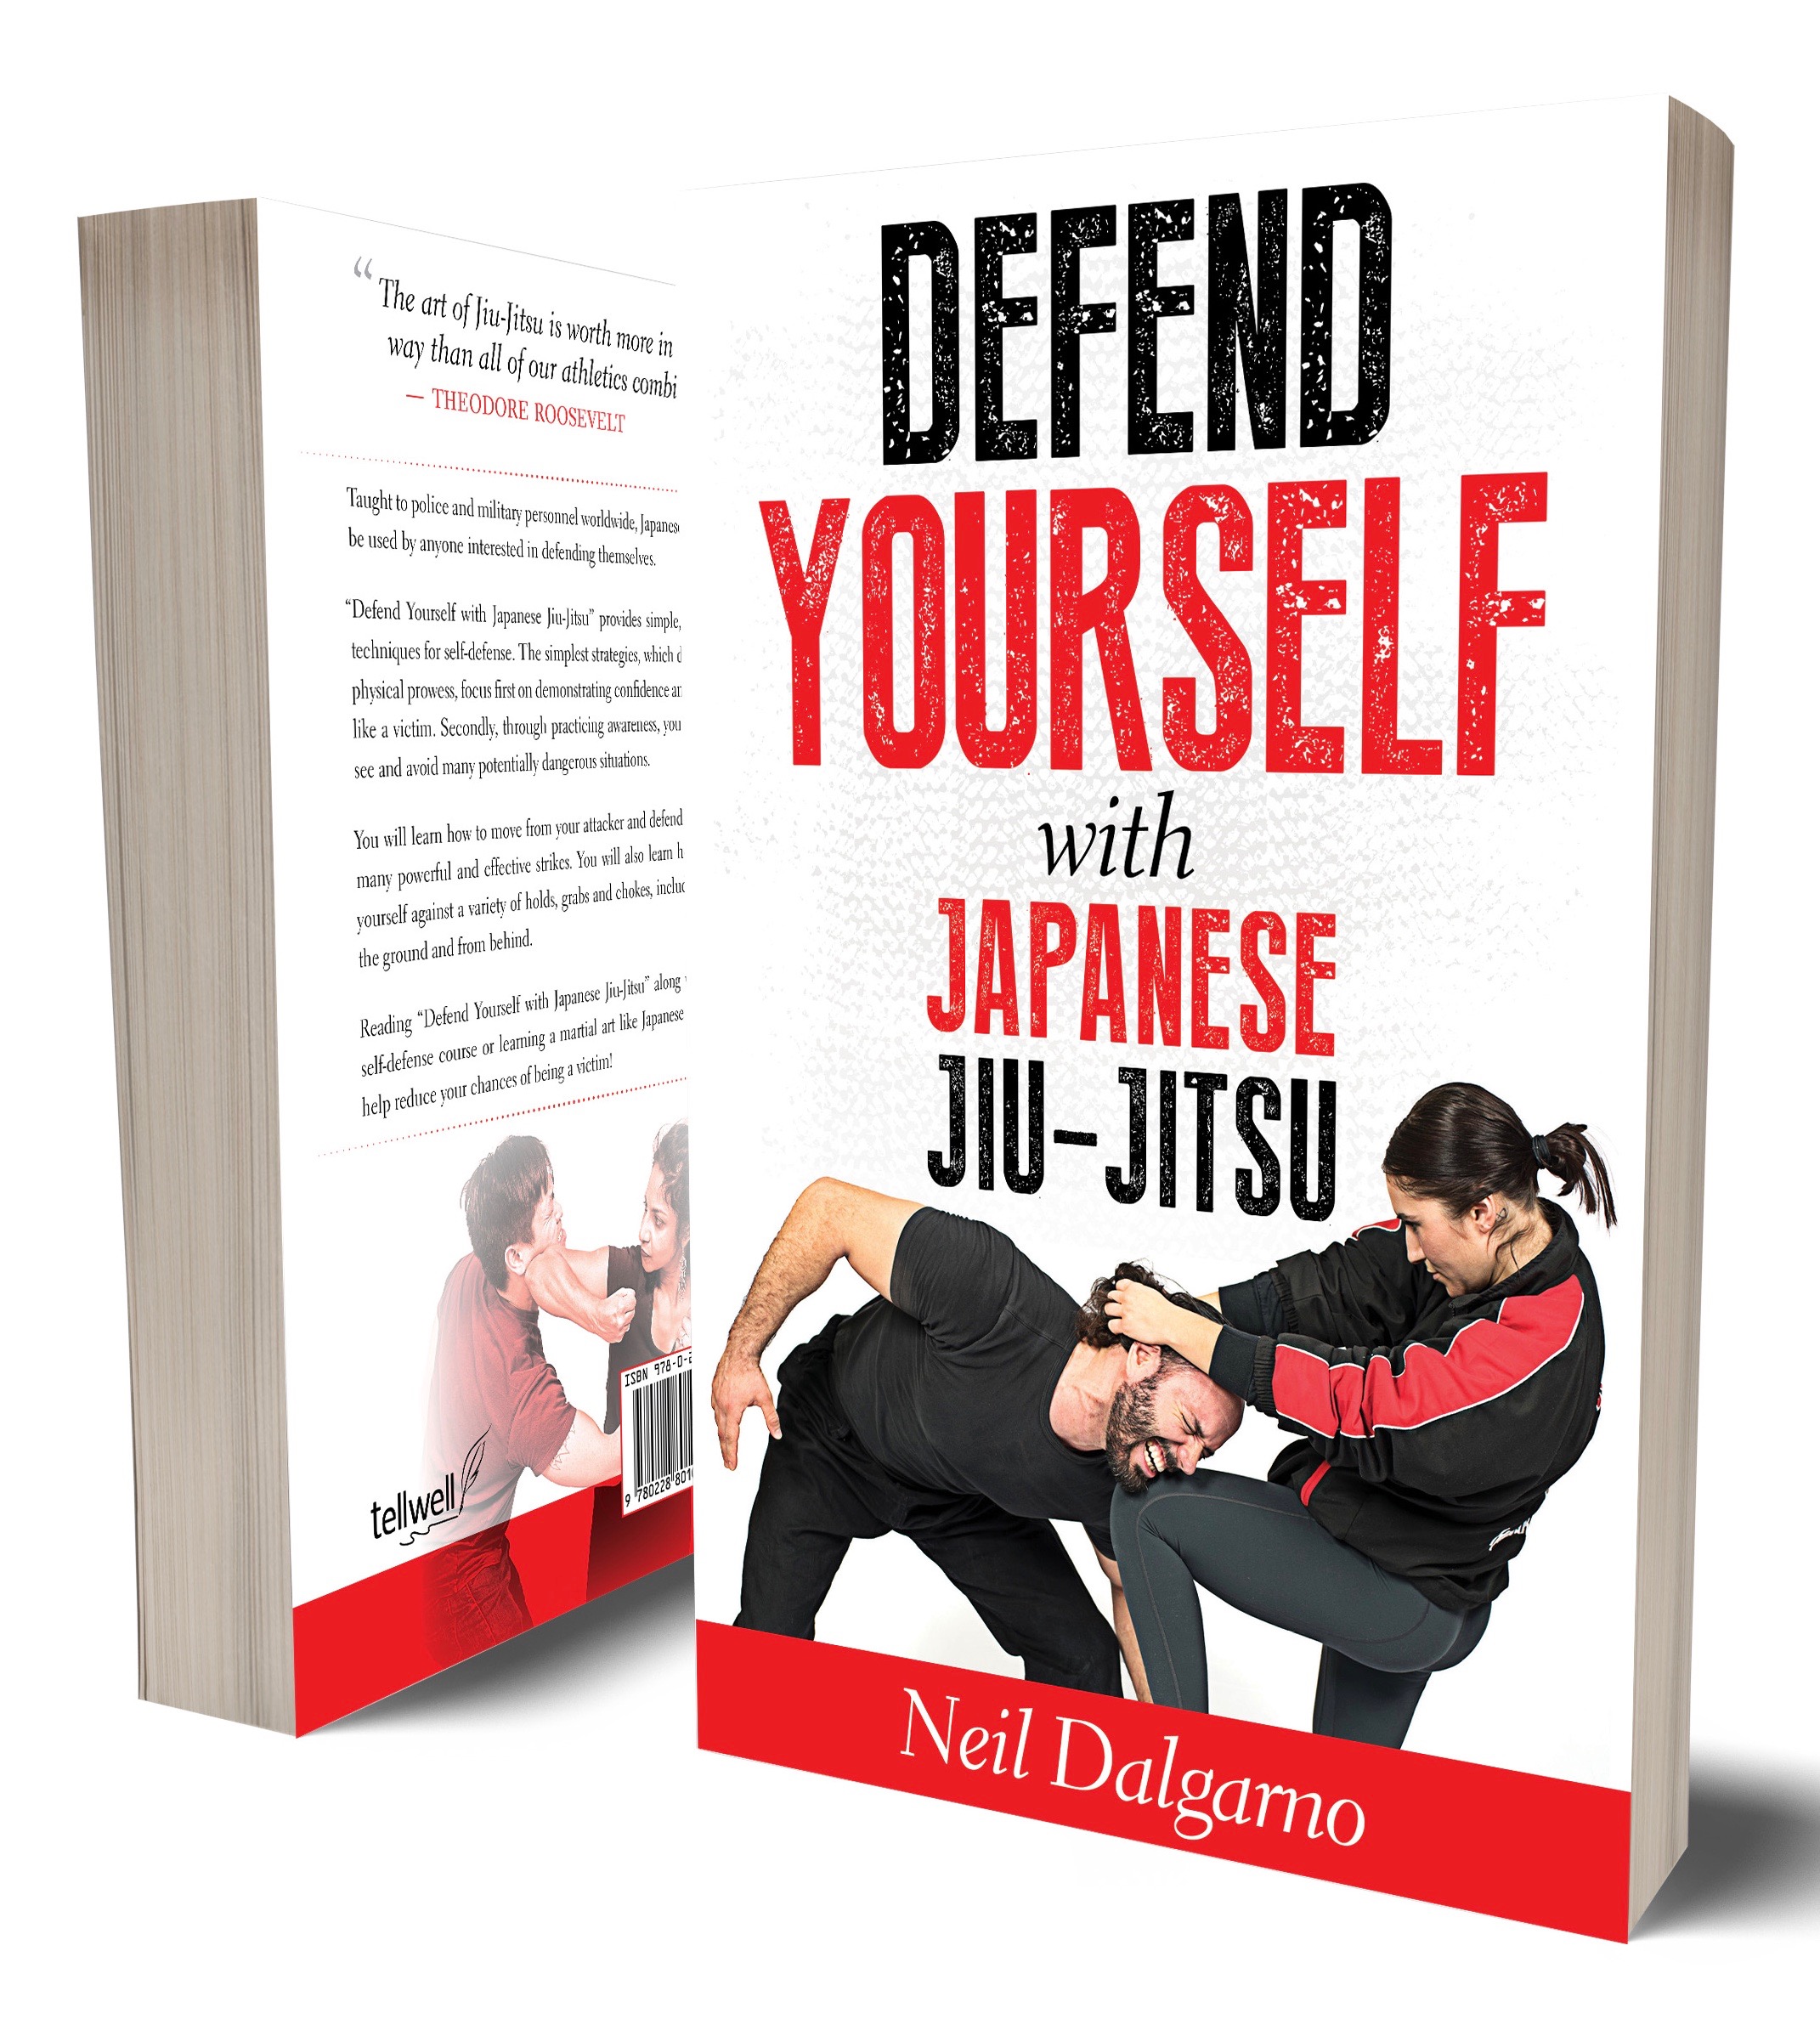 “The art of Jiu-Jitsu is worth more in
way than all of our athletics combi
— THEODORE ROOSEVELT
Taught to police and military personnel worldwide, Japanese
be used by anyone interested in defending themselves.
“Defend Yourself with Japanese Jiu-Jitsu” provides simple,
techniques for self-defense. The simplest strategies, which
physical prowess, focus first on demonstrating confidence
like a victim. Secondly, through practicing awareness, you
see and avoid many potentially dangerous situations.
You will learn how to move from your attacker and defend
many powerful and effective strikes. You will also learn
yourself against a variety of holds, grabs and chokes,
the ground and from behind.
Reading “Defend Yourself with Japanese Jiu-Jitsu” along
self-defense course or learning a martial art like Japanese
help reduce your chances of being a victim!
ISBN 978-0-2
9 780228 801
tellwell
DEFEND
YOURSELF
with
JAPANESE
JIU-JITSU
Neil Dalgarno